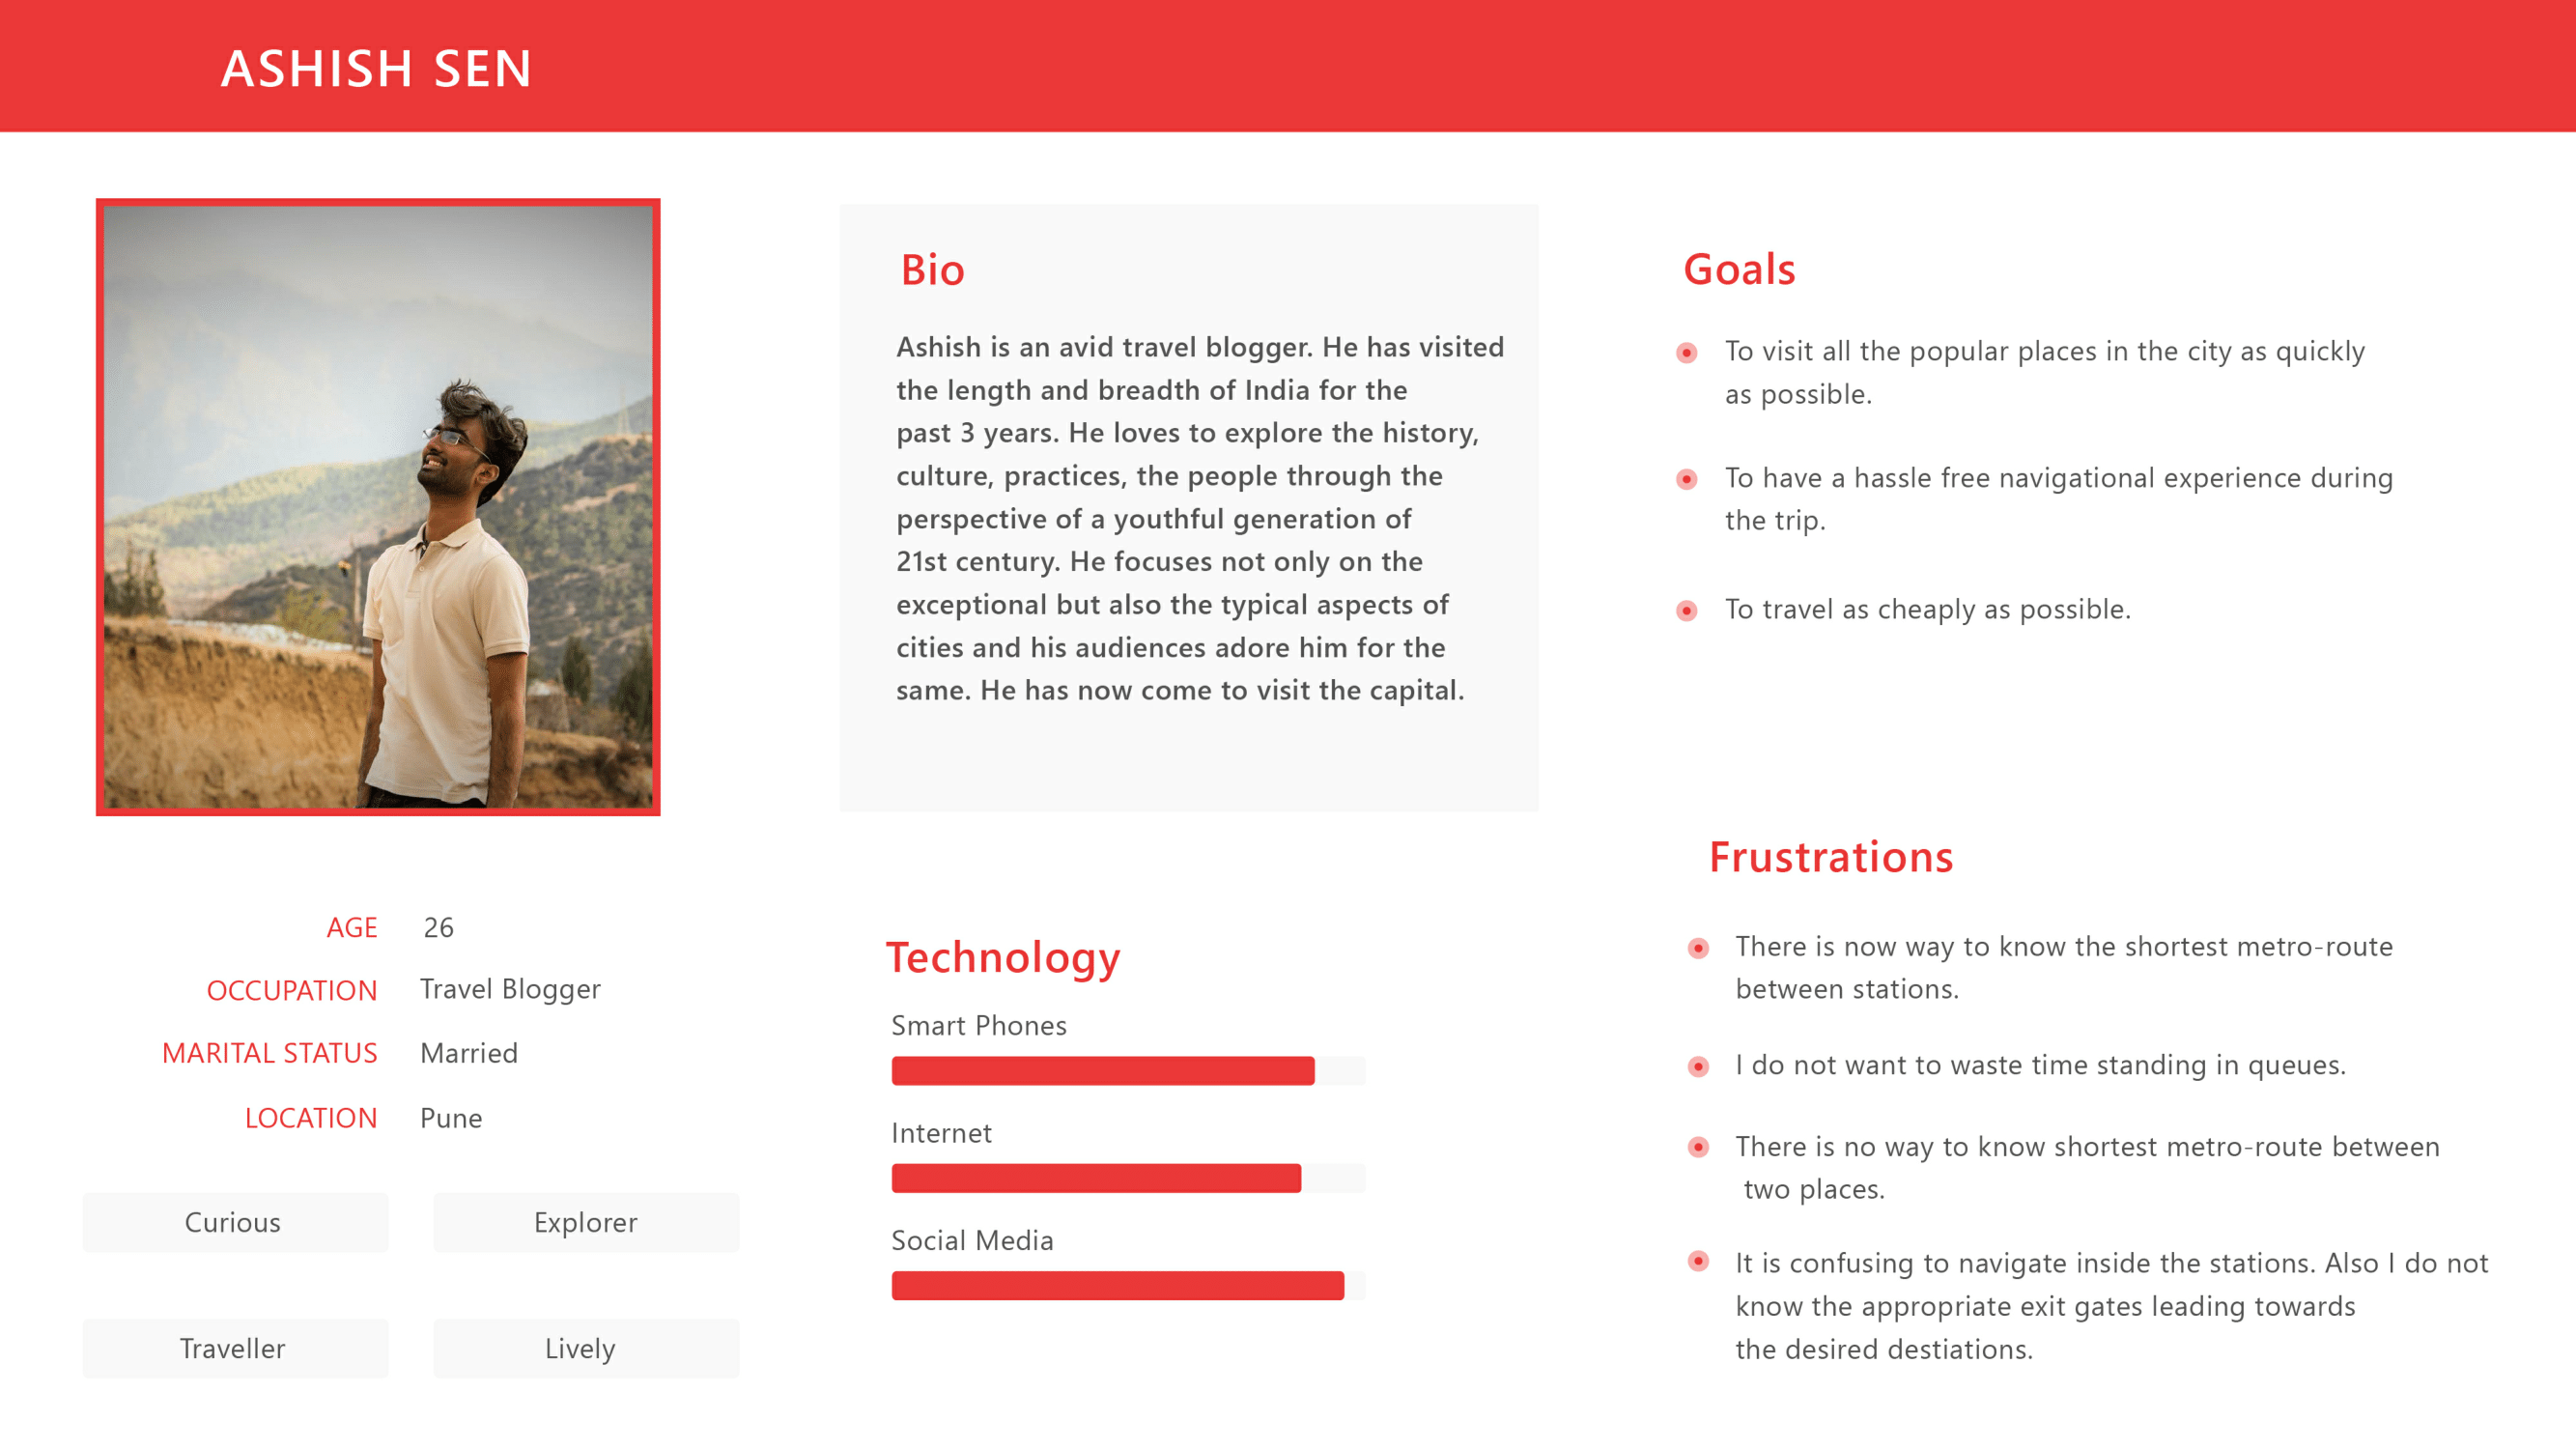 ASHISH SEN
AGE 26
OCCUPATION Travel Blogger
MARITAL STATUS Married
LOCATION Pune
Curious
Explorer
Traveller
Lively
Bio
Ashish is an avid travel blogger. He has visited
the length and breadth of India for the
past 3 years. He loves to explore the history,
culture, practices, the people through the
perspective of a youthful generation of
21st century. He focuses not only on the
exceptional but also the typical aspects of
cities and his audiences adore him for the
same. He has now come to visit the capital.
Technology
Smart Phones
Internet
Social Media
Goals
To visit all the popular places in the city as quickly
as possible.
To have a hassle free navigational experience during
the trip.
To travel as cheaply as possible.
Frustrations
There is now way to know the shortest metro-route
between stations.
I do not want to waste time standing in queues.
There is no way to know shortest metro-route between
two places.
It is confusing to navigate inside the stations. Also I do not
know the appropriate exit gates leading towards
the desired destiations.